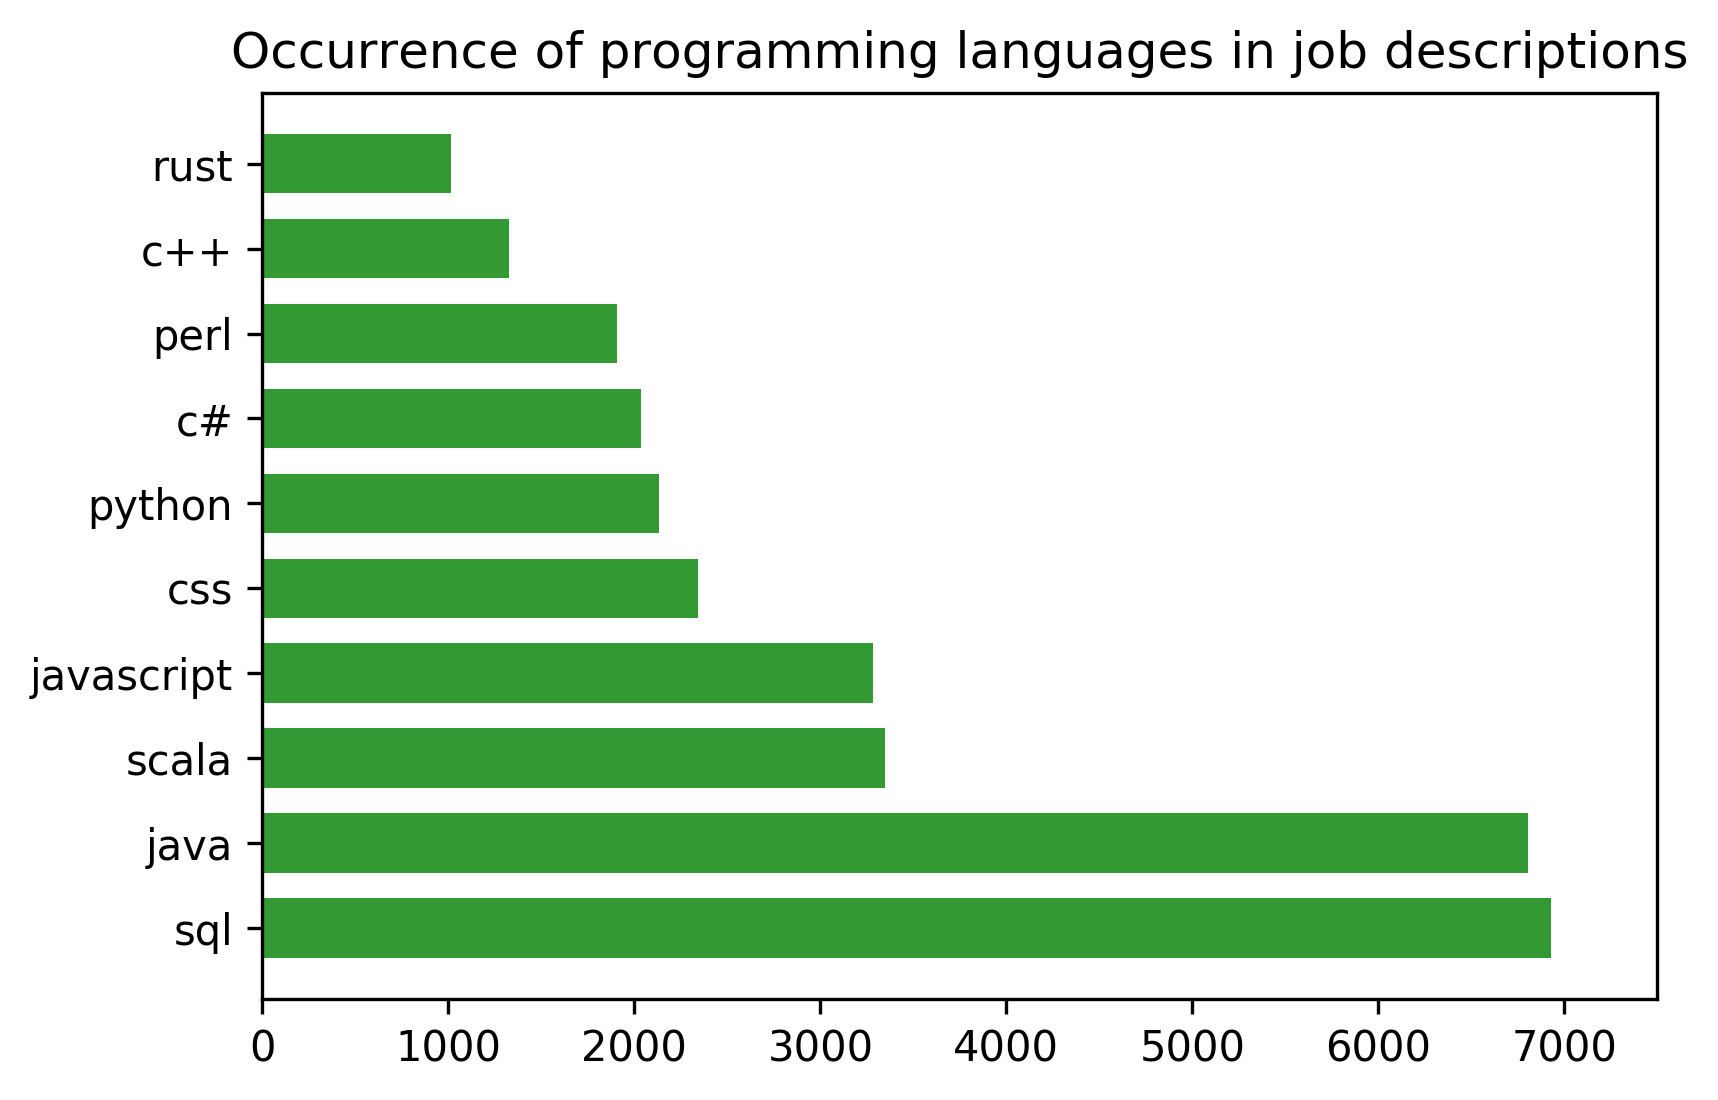 Occurrence of programming languages in job descriptions
rust
c++
perl
c#
python
css
javascript
scala
java
sql
0 1000 2000 3000 4000 5000 6000 7000